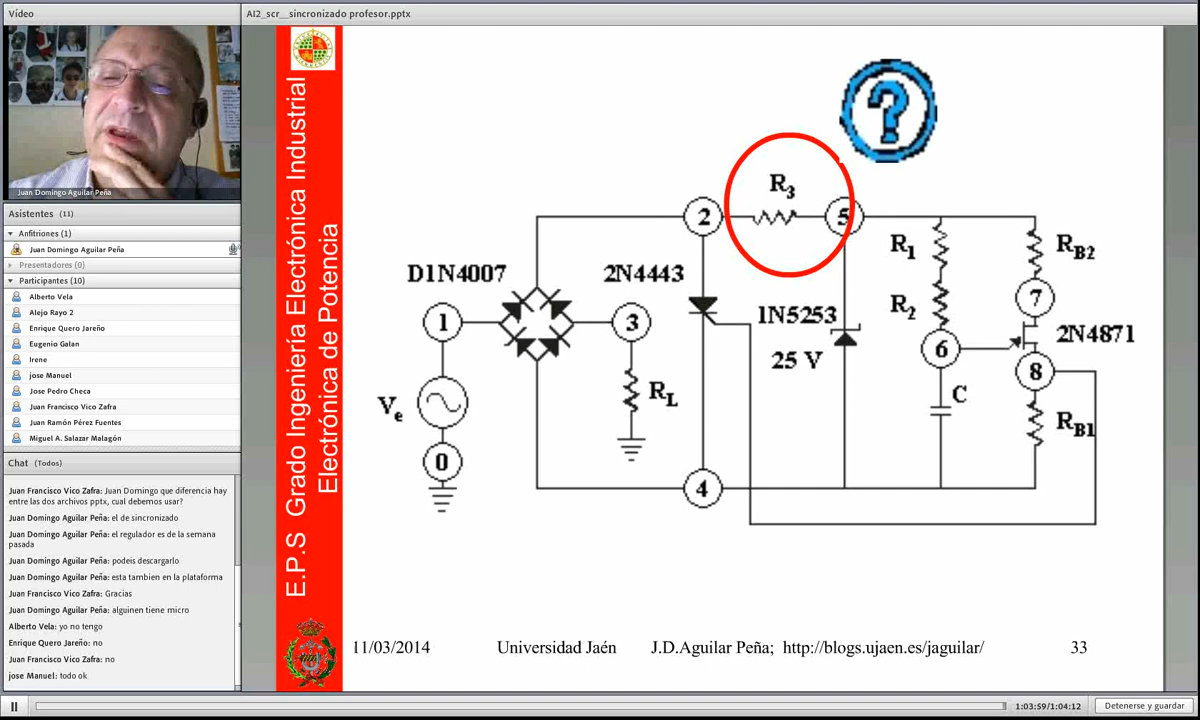 Vídeo
AI2_scr__sincronizado profesor.pptx
Juan Domingo Aguilar Peña
Asistentes (11)
Anfitriones (1)
Juan Domingo Aguilar Peña
Presentadores (0)
Participantes (10)
Alberto Vela
Alejo Rayo 2
Enrique Quero Jareño
Eugenio Galan
Irene
jose Manuel
Jose Pedro Checa
Juan Francisco Vico Zafra
Juan Ramón Pérez Fuentes
Miguel A. Salazar Malagón
Chat (Todos)
Juan Francisco Vico Zafra: Juan Domingo que diferencia hay
entre las dos archivos pptx, cual debemos usar?
Juan Domingo Aguilar Peña: el de sincronizado
Juan Domingo Aguilar Peña: el regulador es de la semana
pasada
Juan Domingo Aguilar Peña: podeis descargarlo
Juan Domingo Aguilar Peña: esta tambien en la plataforma
Juan Francisco Vico Zafra: Gracias
Juan Domingo Aguilar Peña: alguinen tiene micro
Alberto Vela: yo no tengo
Enrique Quero Jareño: no
Juan Francisco Vico Zafra: no
jose Manuel: todo ok
E.P.S Grado Ingeniería Electrónica Industrial
Electrónica de Potencia
?
R3
2
5
R1
RB2
D1N4007
2N4443
1N5253
25 V
R2
7
1
3
6
2N4871
8
Ve
RL
C
RB1
0
4
11/03/2014
Universidad Jaén
J.D.Aguilar Peña; http://blogs.ujaen.es/jaguilar/
33
1:03:59/1:04:12
Detenerse y guardar